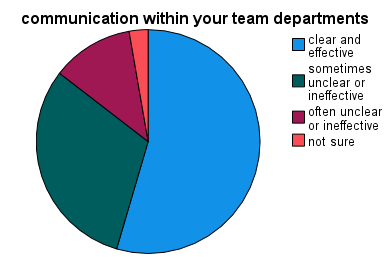 communication within your team departments
clear and
effective
sometimes
unclear or
ineffective
often unclear
or ineffective
not sure